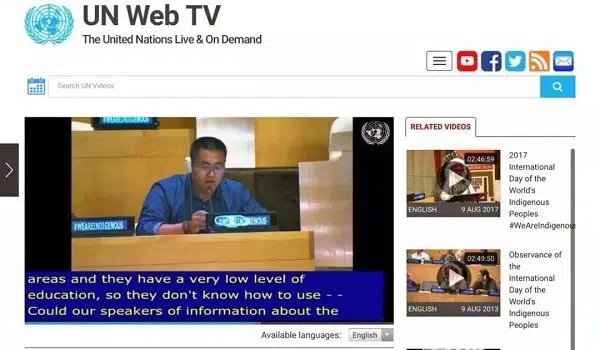 UN Web TV
The United Nations Live & On Demand
Search UN Videos
#WEAREINDIGENOUS
#WEAREINDIGENOUS
areas and they have a very low level of
education, so they don't know how to use - -
Could our speakers of information about the
Available languages: English
RELATED VIDEOS
02:46:59
ENGLISH 9 AUG 2017
2017
International
Day of the
World's
Indigenous
Peoples
#WeAreIndigenous
02:49:50
ENGLISH 9 AUG 2013
Observance of
the
International
Day of the
World's
Indigenous
Peoples